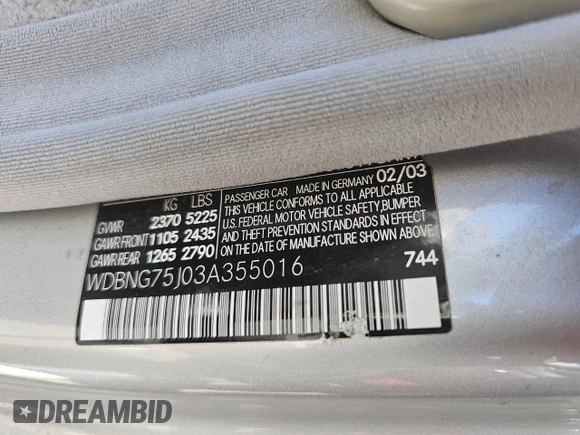 KG LBS
GVWR 2370 5225
GAWR FRONT 1105 2435
GAWR REAR 1265 2790
PASSENGER CAR MADE IN GERMANY 02/03
THIS VEHICLE CONFORMS TO ALL APPLICABLE
U.S. FEDERAL MOTOR VEHICLE SAFETY, BUMPER
AND THEFT PREVENTION STANDARDS IN EFFECT
ON THE DATE OF MANUFACTURE SHOWN ABOVE.
WDBNG75J03A355016
744
DREAMBID